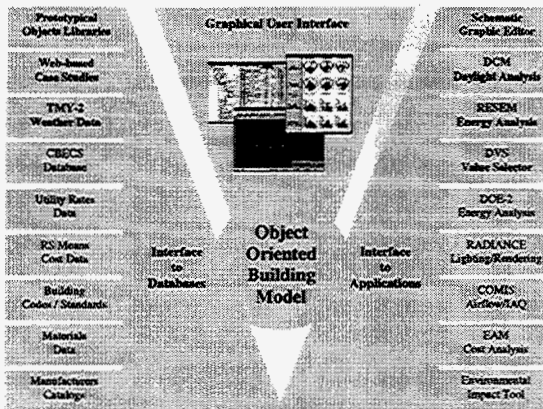 Prototypical
Objects Libraries
Web-based
Case Studies
TMY-2
Weather Data
CBECS
Database
Utility Rates
Data
RS Means
Cost Data
Building
Codes / Standards
Materials
Data
Manufacturers
Catalogs
Graphical User Interface
Interface
to
Databases
Object
Oriented
Building
Model
Interface
to
Applications
Schematic
Graphic Editor
DCM
Daylight Analysis
RESEM
Energy Analysis
DVS
Value Selector
DOE-2
Energy Analysis
RADIANCE
Lighting/Rendering
COMIS
Airflow/IAQ
EAM
Cost Analysis
Environmental
Impact Tool